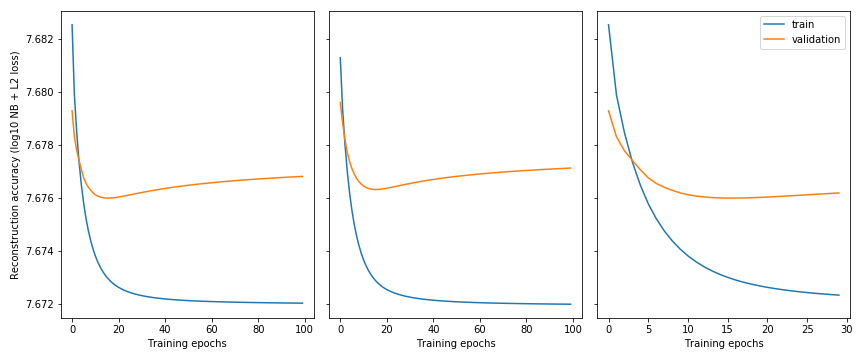 Reconstruction accuracy (log10 NB + L2 loss)
7.682
7.680
7.678
7.676
7.674
7.672
0 20 40 60 80 100
Training epochs
0 20 40 60 80 100
Training epochs
train
validation
0 5 10 15 20 25 30
Training epochs